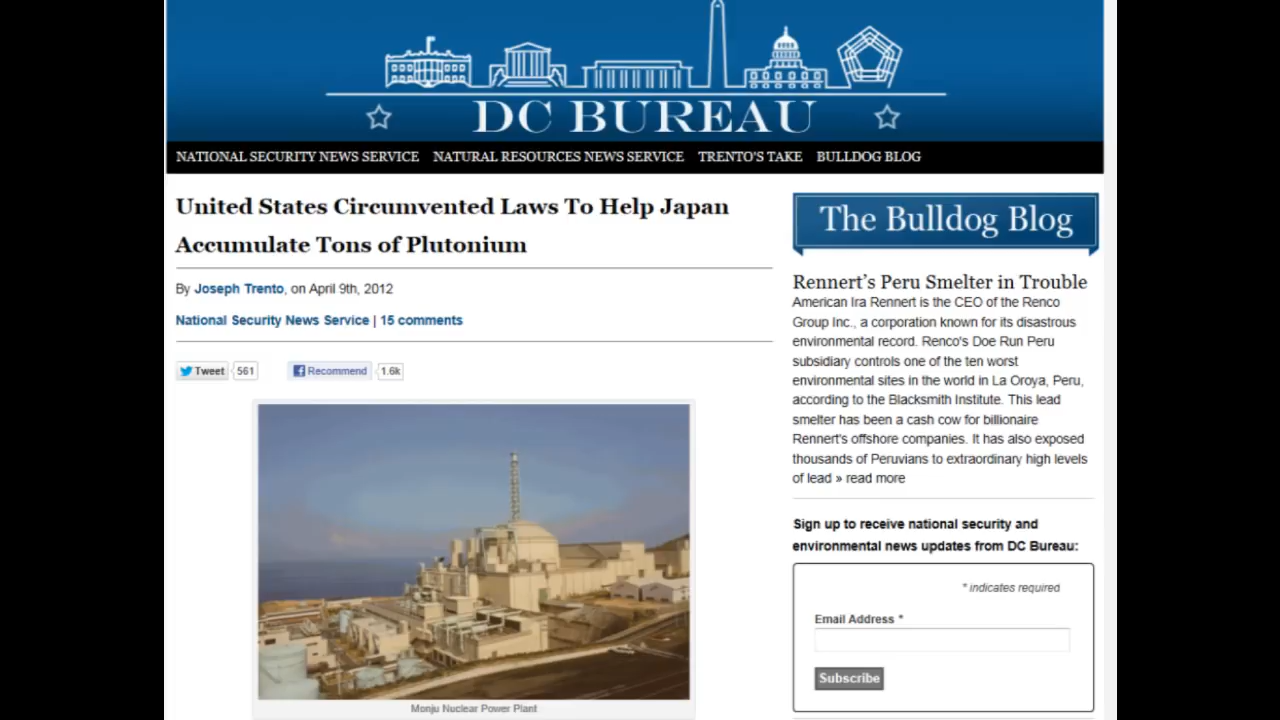 DC BUREAU
NATIONAL SECURITY NEWS SERVICE NATURAL RESOURCES NEWS SERVICE TRENTO'S TAKE BULLDOG BLOG
United States Circumvented Laws To Help Japan
Accumulate Tons of Plutonium
By Joseph Trento, on April 9th, 2012
National Security News Service | 15 comments
Tweet 561 Recommend 1.6k
Monju Nuclear Power Plant
The Bulldog Blog
Rennert's Peru Smelter in Trouble
American Ira Rennert is the CEO of the Renco
Group Inc., a corporation known for its disastrous
environmental record. Renco's Doe Run Peru
subsidiary controls one of the ten worst
environmental sites in the world in La Oroya, Peru,
according to the Blacksmith Institute. This lead
smelter has been a cash cow for billionaire
Rennert's offshore companies. It has also exposed
thousands of Peruvians to extraordinary high levels
of lead » read more
Sign up to receive national security and
environmental news updates from DC Bureau:
* indicates required
Email Address *
Subscribe